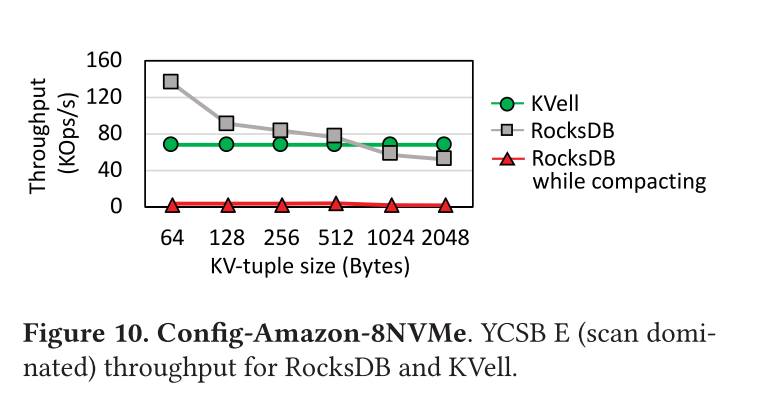 160
120
80
40
0
Throughput
(KOps/s)
64 128 256 512 1024 2048
KV-tuple size (Bytes)
KVell
RocksDB
RocksDB
while compacting
Figure 10. Config-Amazon-8NVMe. YCSB E (scan domi-
nated) throughput for RocksDB and KVell.